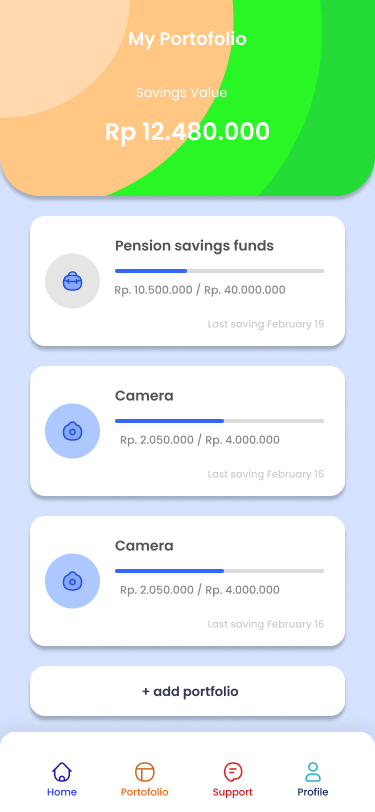 My Portofolio
Savings Value
Rp 12.480.000
Pension savings funds
Rp. 10.500.000 / Rp. 40.000.000
Last saving February 19
Camera
Rp. 2.050.000 / Rp. 4.000.000
Last saving February 16
Camera
Rp. 2.050.000 / Rp. 4.000.000
Last saving February 16
+ add portfolio
Home Portofolio Support Profile